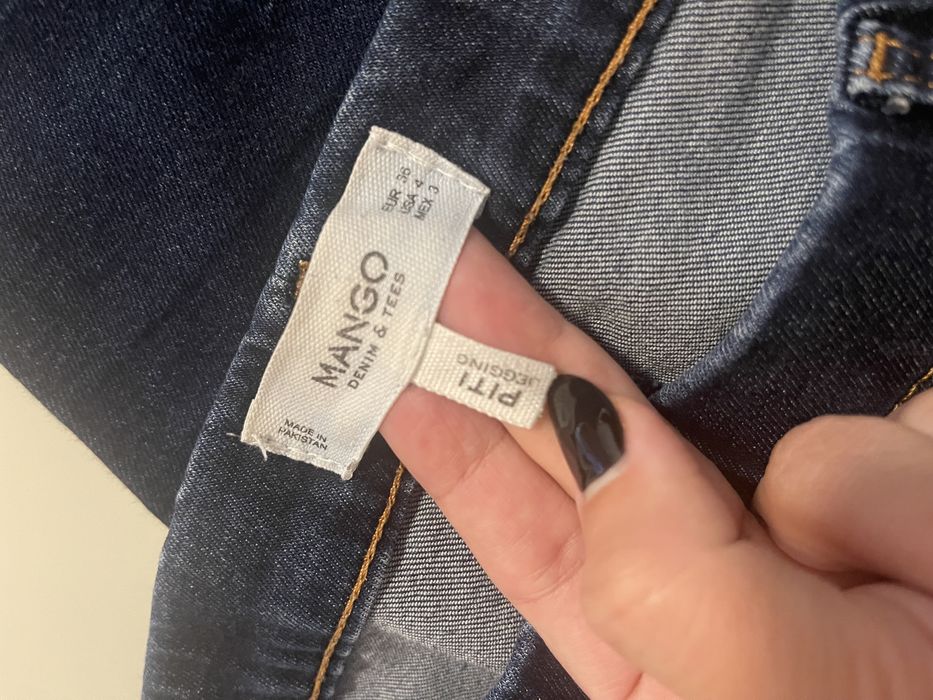 EUR 36
USA 4
MEX 3
MANGO
DENIM & TEES
MADE IN
PAKISTAN
PITI
JEGGING